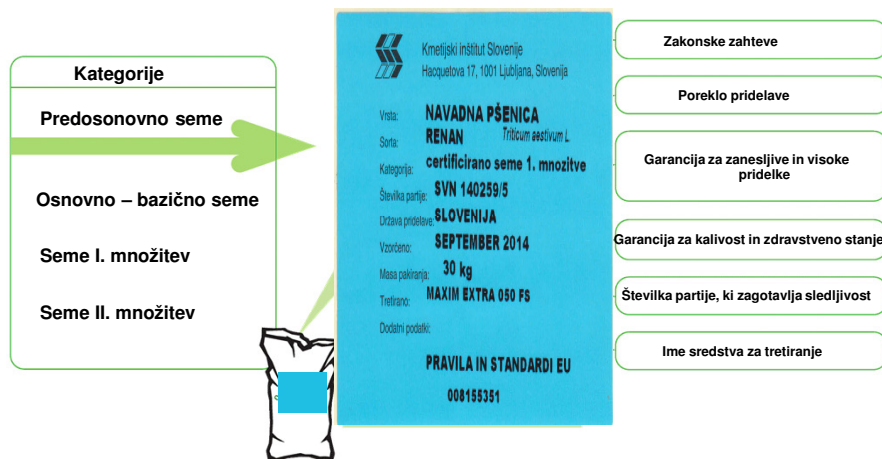 Kategorije
Predosonovno seme
Osnovno – bazično seme
Seme I. množitev
Seme II. množitev
Kmetijski inštitut Slovenije
Hacquetova 17, 1001 Ljubljana, Slovenija
Vrsta: NAVADNA PŠENICA
Sorta: RENAN Triticum aestivum L.
Kategorija: certificirano seme 1. mnozitve
Številka partije: SVN 140259/5
Država pridelave: SLOVENIJA
Vzorčeno: SEPTEMBER 2014
Masa pakiranja: 30 kg
Tretirano: MAXIM EXTRA 050 FS
Dodatni podatki:
PRAVILA IN STANDARDI EU
008155351
Zakonske zahteve
Poreklo pridelave
Garancija za zanesljive in visoke
pridelke
Garancija za kalivost in zdravstveno stanje
Številka partije, ki zagotavlja sledljivost
Ime sredstva za tretiranje